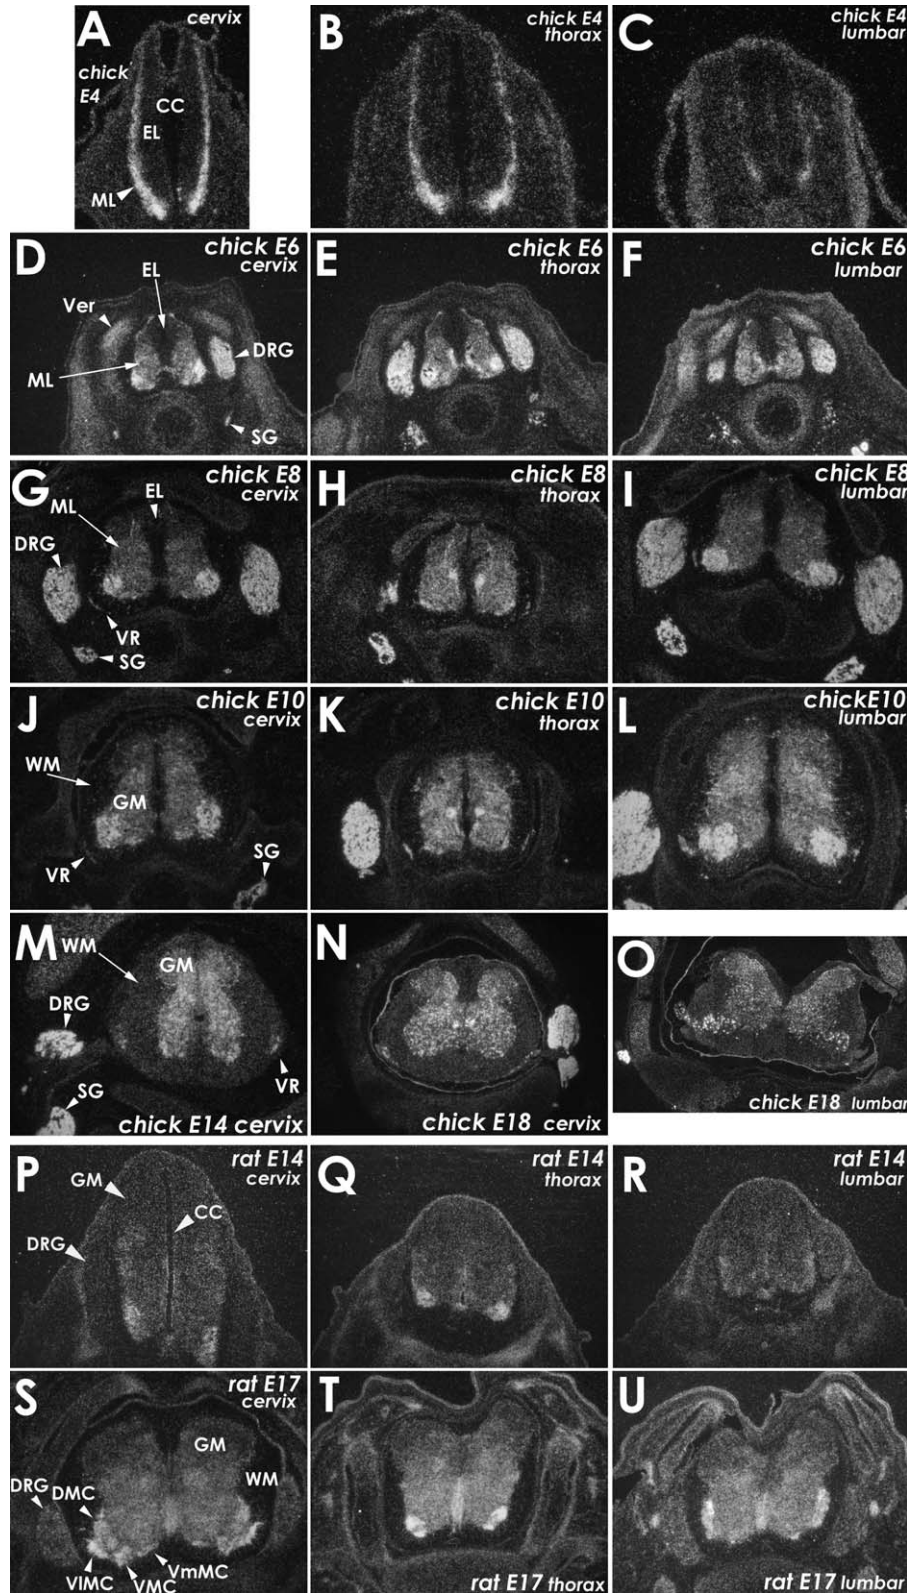 A
cervix
chick
E4
CC
EL
ML
B
chick E4
thorax
C
chick E4
lumbar
D
chick E6
cervix
EL
Ver
DRG
ML
SG
E
chick E6
thorax
F
chick E6
lumbar
G
chick E8
cervix
EL
ML
DRG
VR
SG
H
chick E8
thorax
I
chick E8
lumbar
J
chick E10
cervix
WM
GM
VR
SG
K
chick E10
thorax
L
chickE10
lumbar
M
WM
GM
DRG
SG
VR
chick E14 cervix
N
chick E18 cervix
O
chick E18 lumbar
P
rat E14
cervix
GM
CC
DRG
Q
rat E14
thorax
R
rat E14
lumbar
S
rat E17
cervix
GM
WM
DRG
DMC
VlMC
VMC
VmMC
T
rat E17 thorax
U
rat E17 lumbar